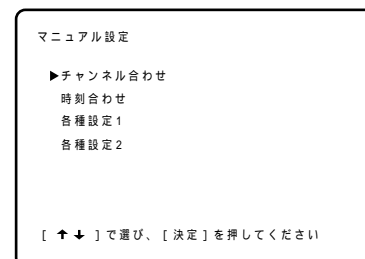 マニュアル設定
▶チャンネル合わせ
時刻合わせ
各種設定1
各種設定2
[ ↑↓ ]で選び、[決定]を押してください